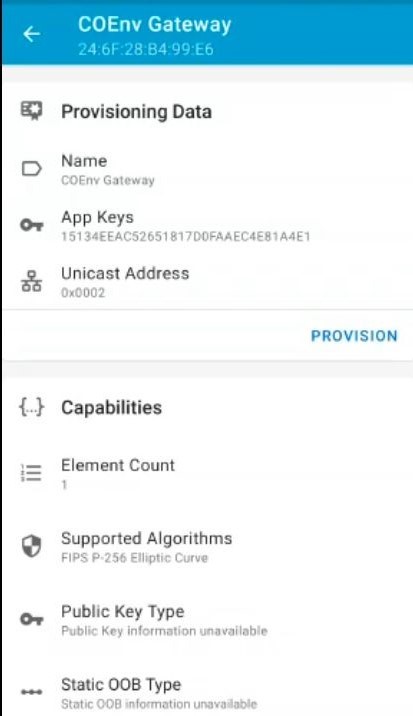 COEnv Gateway
24:6F:28:B4:99:E6
Provisioning Data
Name
COEnv Gateway
App Keys
15134EEAC52651817D0FAAEC4E81A4E1
Unicast Address
0x0002
PROVISION
{...} Capabilities
Element Count
1
Supported Algorithms
FIPS P-256 Elliptic Curve
Public Key Type
Public Key information unavailable
Static OOB Type
Static OOB information unavailable